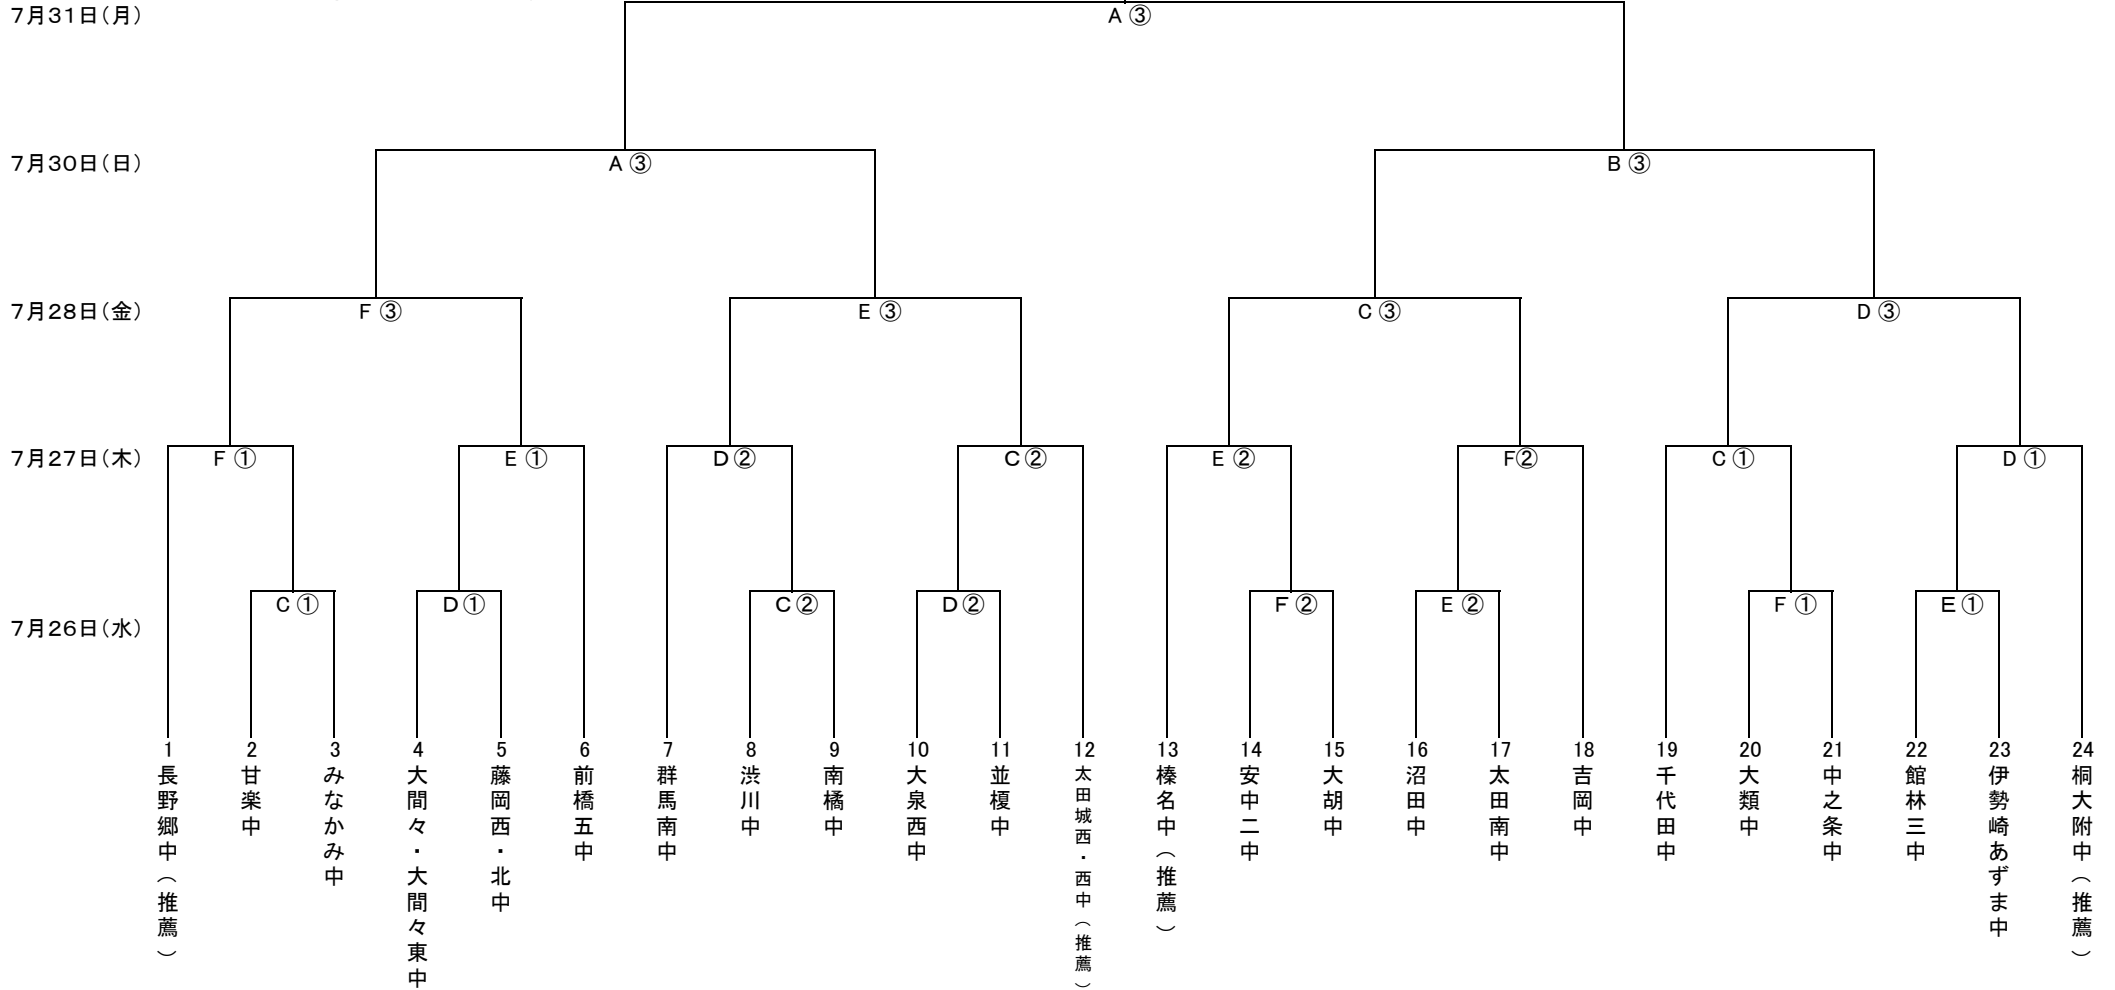 7月31日(月)
A ③
7月30日(日)
A ③
B ③
7月28日(金)
F ③
E ③
C ③
D ③
7月27日(木)
F ①
E ①
D ②
C ②
E ②
F②
C ①
D ①
C ①
D ①
C ②
D ②
F ②
E ②
F ①
E ①
7月26日(水)
1
長野郷中(推薦)
2
甘楽中
3
みなかみ中
4
大間々・大間々東中
5
藤岡西・北中
6
前橋五中
7
群馬南中
8
渋川中
9
南橘中
10
大泉西中
11
並榎中
12
太田城西・西中(推薦)
13
榛名中(推薦)
14
安中二中
15
大胡中
16
沼田中
17
太田南中
18
吉岡中
19
千代田中
20
大類中
21
中之条中
22
館林三中
23
伊勢崎あずま中
24
桐大附中(推薦)